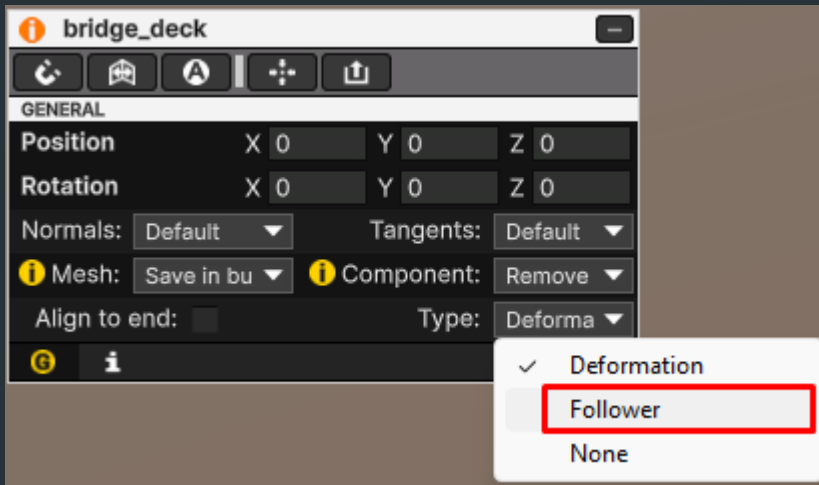 bridge_deck
GENERAL
Position X 0 Y 0 Z 0
Rotation X 0 Y 0 Z 0
Normals: Default Tangents: Default
Mesh: Save in bu Component: Remove
Align to end: Type: Deforma
Deformation
Follower
None